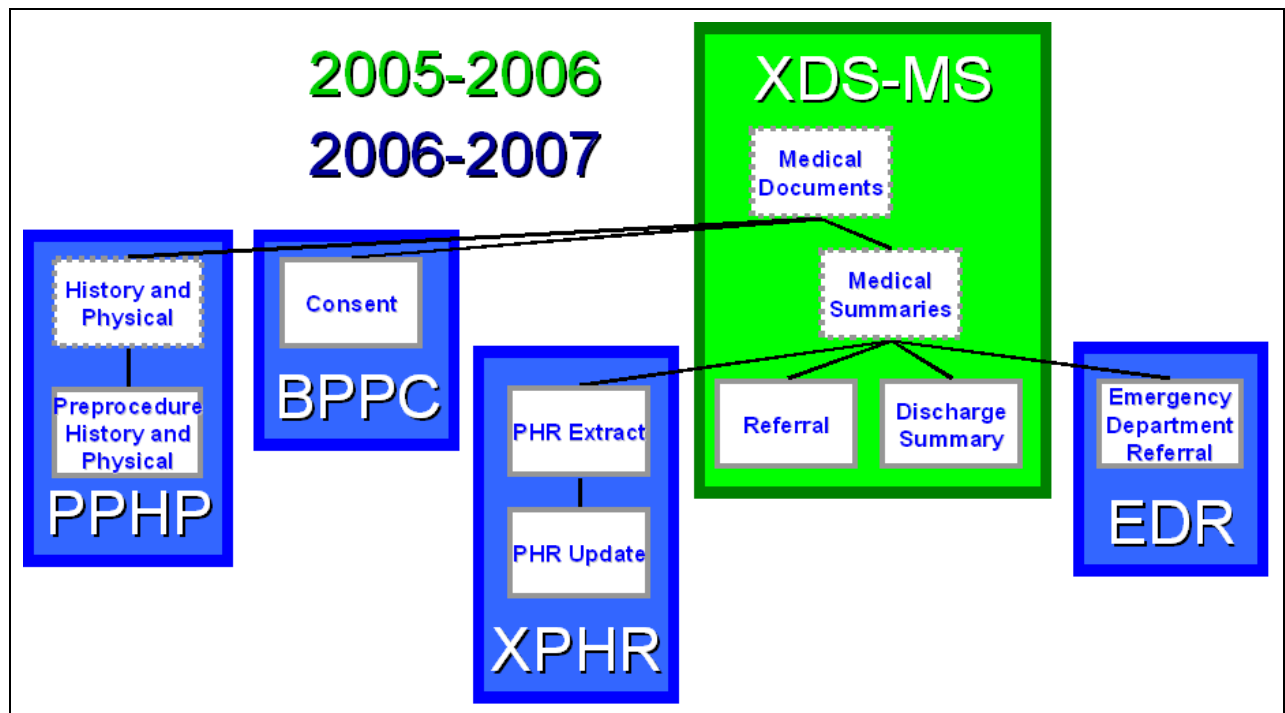 2005-2006
2006-2007
XDS-MS
Medical
Documents
Medical
Summaries
Referral
Discharge
Summary
History and
Physical
Preprocedure
History and
Physical
PPHP
Consent
BPPC
PHR Extract
PHR Update
XPHR
Emergency
Department
Referral
EDR